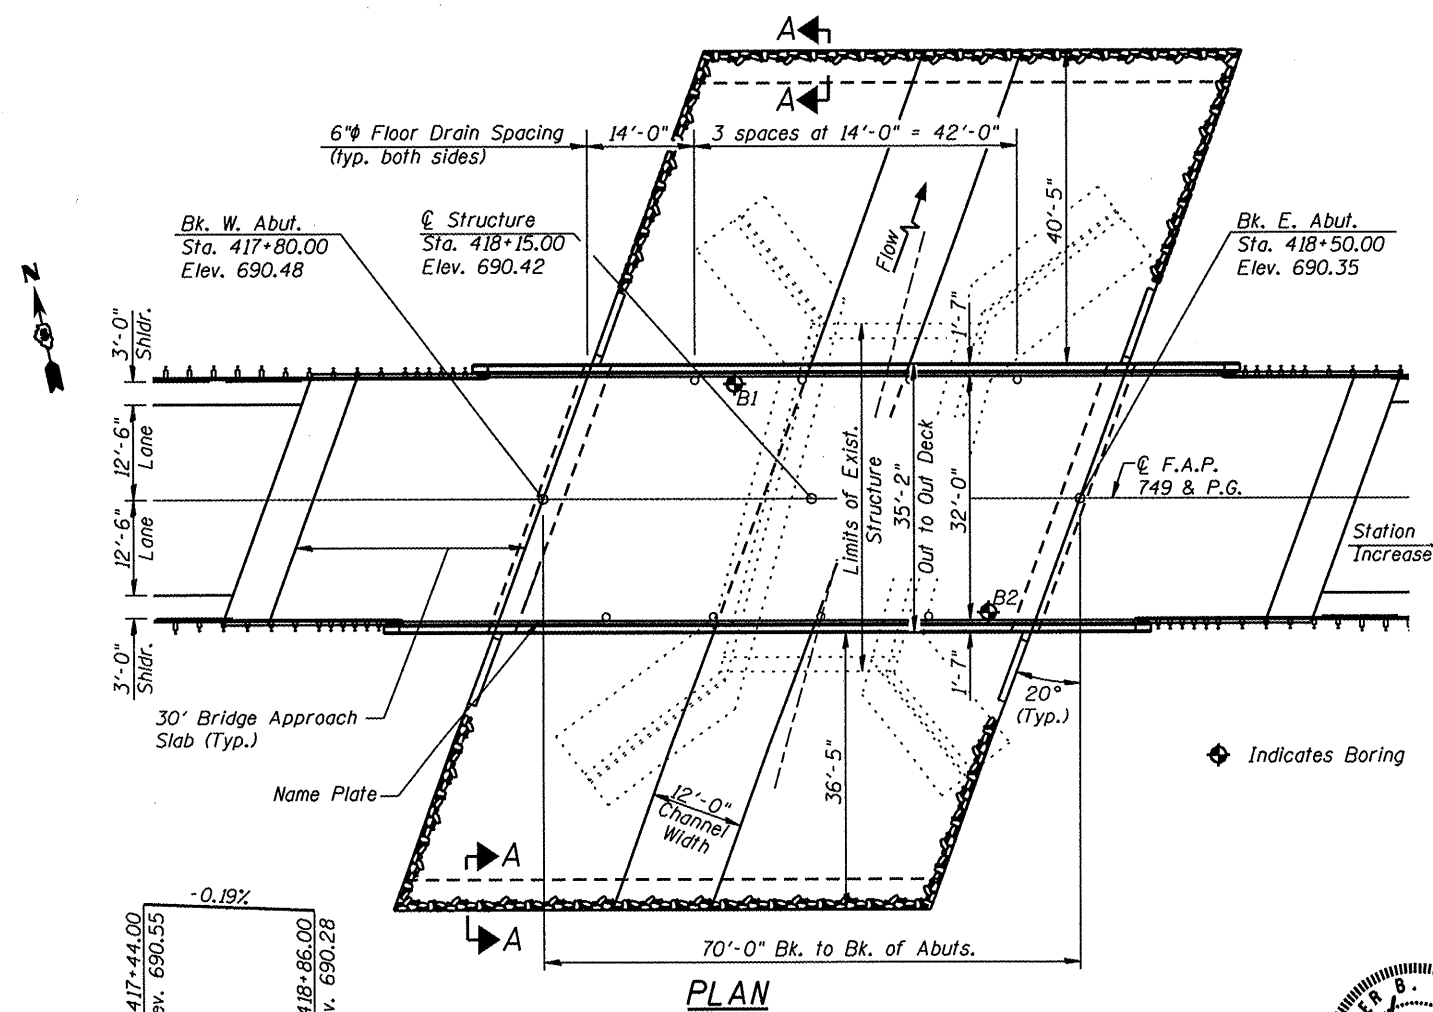 A
A
6"ϕ Floor Drain Spacing
(typ. both sides)
14'-0"
3 spaces at 14'-0" = 42'-0"
Bk. W. Abut.
Sta. 417+80.00
Elev. 690.48
℄ Structure
Sta. 418+15.00
Elev. 690.42
Flow
40'-5"
Bk. E. Abut.
Sta. 418+50.00
Elev. 690.35
N
3'-0"
Shldr.
1'-7"
B1
12'-6"
Lane
12'-6"
Lane
Limits of Exist.
Structure
35'-2"
Out to Out Deck
32'-0"
℄ F.A.P.
749 & P.G.
Station
Increase
B2
3'-0"
Shldr.
1'-7"
20°
(Typ.)
30' Bridge Approach
Slab (Typ.)
Name Plate
36'-5"
12'-0"
Channel
Width
Indicates Boring
A
A
-0.19%
417+44.00
ev. 690.55
418+86.00
v. 690.28
70'-0" Bk. to Bk. of Abuts.
PLAN
ER B.